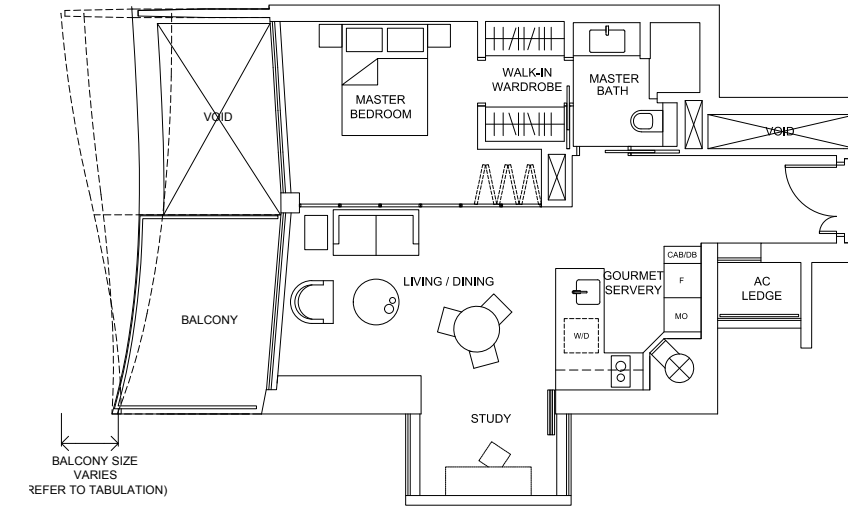 WALK-IN
WARDROBE
MASTER
BATH
MASTER
BEDROOM
VOID
VOID
LIVING / DINING
GOURMET
SERVERY
CAB/DB
F
MO
AC
LEDGE
BALCONY
W/D
STUDY
BALCONY SIZE
VARIES
REFER TO TABULATION)